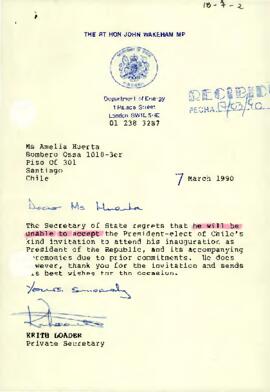 18-7-2
THE RT HON JOHN WAKEHAM MP
Department of Energy
1 Palace Street
London SW1E 5HE
01 238 3287
RECIBIDO
FECHA
Ms Amelia Huerta
Bombero Ossa 1010-3er
Piso Of 301
Santiago
Chile
7 March 1990
Dear Ms Huerta
The Secretary of State regrets that he will be
unable to accept the President-elect of Chile's
kind invitation to attend his inauguration as
President of the Republic, and its accompanying
ceremonies due to prior commitments. He does
however, thank you for the invitation and sends
his best wishes for the occasion.
Yours sincerely
KEITH LOADER
Private Secretary